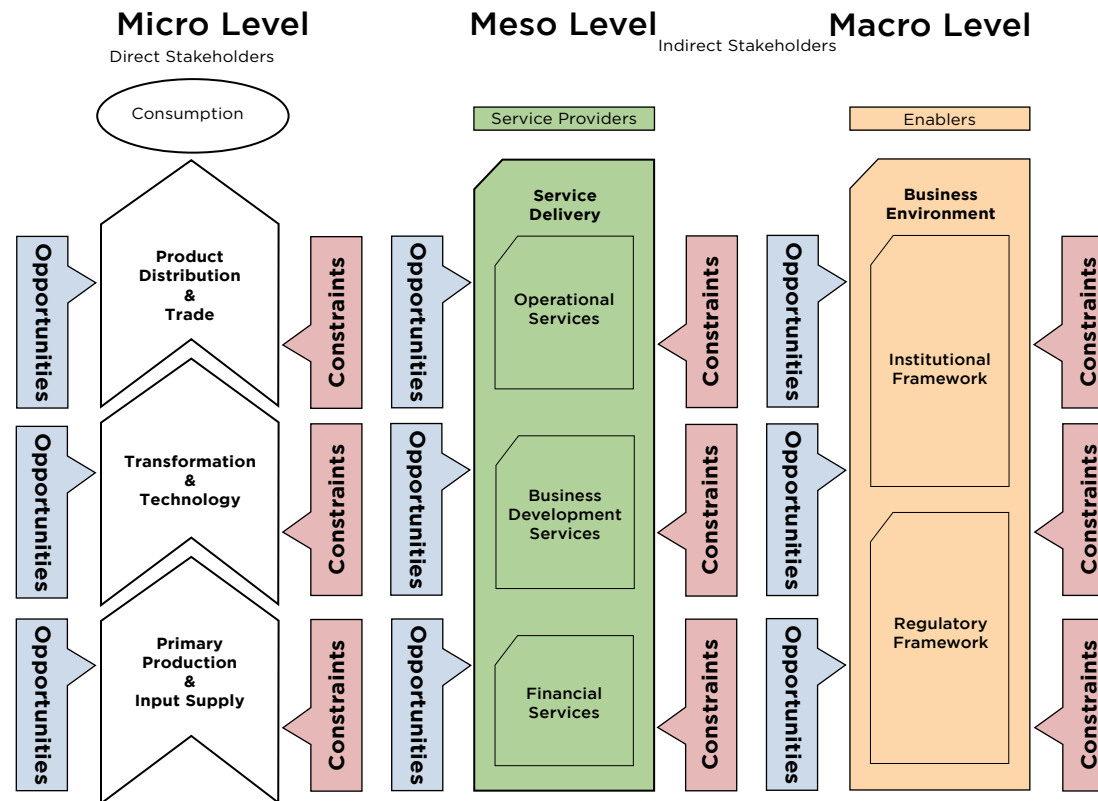 Micro Level
Direct Stakeholders
Consumption
Opportunities
Product
Distribution
&
Trade
Constraints
Opportunities
Transformation
&
Technology
Constraints
Opportunities
Primary
Production
&
Input Supply
Constraints
Meso Level
Indirect Stakeholders
Service Providers
Service
Delivery
Opportunities
Operational
Services
Constraints
Opportunities
Business
Development
Services
Constraints
Opportunities
Financial
Services
Constraints
Macro Level
Enablers
Business
Environment
Opportunities
Institutional
Framework
Constraints
Opportunities
Constraints
Regulatory
Framework
Opportunities
Constraints